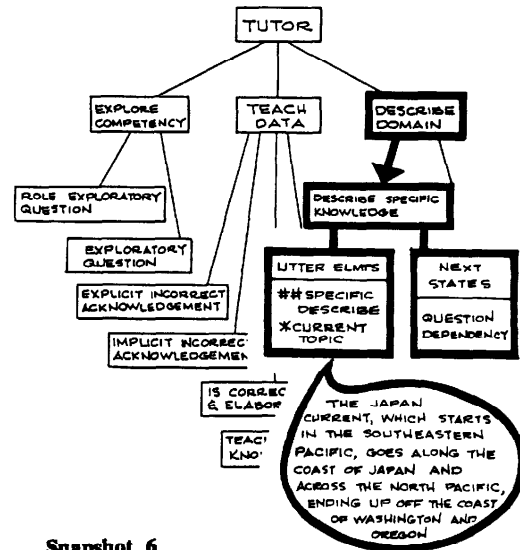 TUTOR
EXPLORE
COMPETENCY
TEACH
DATA
DESCRIBE
DOMAIN
ROLE EXPLORATORY
QUESTION
DESCRIBE SPECIFIC
KNOWLEDGE
EXPLORATORY
QUESTION
EXPLICIT INCORRECT
ACKNOWLEDGEMENT
IMPLICIT INCORREC
ACKNOWLEDGEMEN
IS CORREC
& ELABOR
TEAC
KNO
UTTER ELMTS
##SPECIFIC
DESCRIBE
*CURRENT
TOPIC
NEXT
STATES
QUESTION
DEPENDENCY
THE JAPAN
CURRENT, WHICH STARTS
IN THE SOUTHEASTERN
PACIFIC, GOES ALONG THE
COAST OF JAPAN AND
ACROSS THE NORTH PACIFIC,
ENDING UP OFF THE COAST
OF WASHINGTON AND
OREGON
Snapshot 6